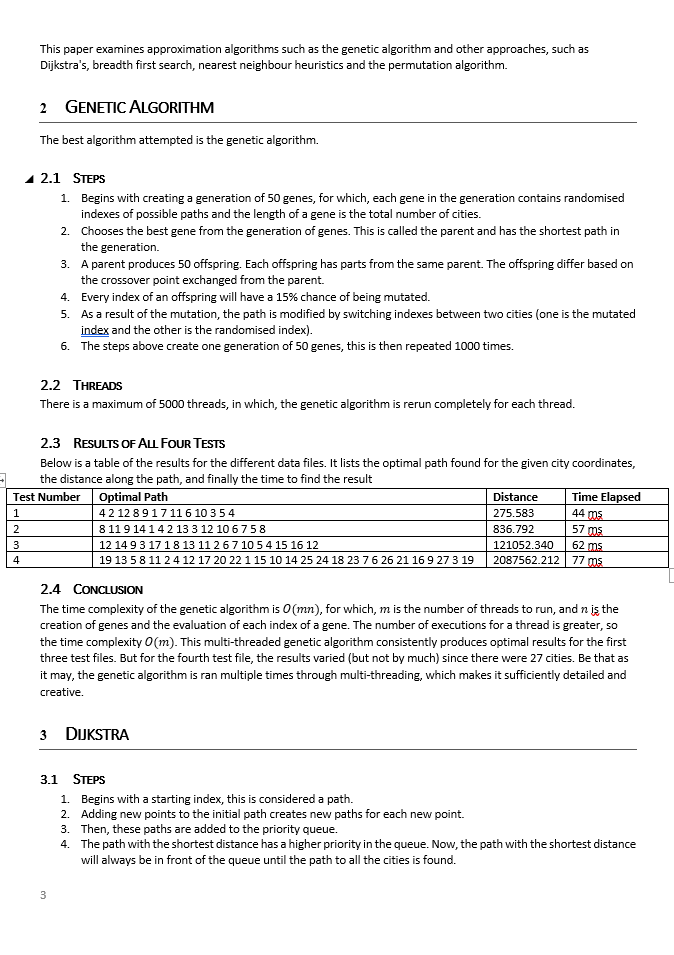 This paper examines approximation algorithms such as the genetic algorithm and other approaches, such as
Dijkstra's, breadth first search, nearest neighbour heuristics and the permutation algorithm.
2 GENETIC ALGORITHM
The best algorithm attempted is the genetic algorithm.
2.1 STEPS
1. Begins with creating a generation of 50 genes, for which, each gene in the generation contains randomised
indexes of possible paths and the length of a gene is the total number of cities.
2. Chooses the best gene from the generation of genes. This is called the parent and has the shortest path in
the generation.
3. A parent produces 50 offspring. Each offspring has parts from the same parent. The offspring differ based on
the crossover point exchanged from the parent.
4. Every index of an offspring will have a 15% chance of being mutated.
5. As a result of the mutation, the path is modified by switching indexes between two cities (one is the mutated
index and the other is the randomised index).
6. The steps above create one generation of 50 genes, this is then repeated 1000 times.
2.2 THREADS
There is a maximum of 5000 threads, in which, the genetic algorithm is rerun completely for each thread.
2.3 RESULTS OF ALL FOUR TESTS
Below is a table of the results for the different data files. It lists the optimal path found for the given city coordinates,
the distance along the path, and finally the time to find the result
Test Number Optimal Path Distance Time Elapsed
1 4 2 12 8 9 1 7 11 6 10 3 5 4 275.583 44 ms
2 8 11 9 14 1 4 2 13 3 12 10 6 7 5 8 836.792 57 ms
3 12 14 9 3 17 1 8 13 11 2 6 7 10 5 4 15 16 12 121052.340 62 ms
4 19 13 5 8 11 2 4 12 17 20 22 1 15 10 14 25 24 18 23 7 6 26 21 16 9 27 3 19 2087562.212 77 ms
2.4 CONCLUSION
The time complexity of the genetic algorithm is O(mn), for which, m is the number of threads to run, and n is the
creation of genes and the evaluation of each index of a gene. The number of executions for a thread is greater, so
the time complexity O(m). This multi-threaded genetic algorithm consistently produces optimal results for the first
three test files. But for the fourth test file, the results varied (but not by much) since there were 27 cities. Be that as
it may, the genetic algorithm is ran multiple times through multi-threading, which makes it sufficiently detailed and
creative.
3 DIJKSTRA
3.1 STEPS
1. Begins with a starting index, this is considered a path.
2. Adding new points to the initial path creates new paths for each new point.
3. Then, these paths are added to the priority queue.
4. The path with the shortest distance has a higher priority in the queue. Now, the path with the shortest distance
will always be in front of the queue until the path to all the cities is found.
3